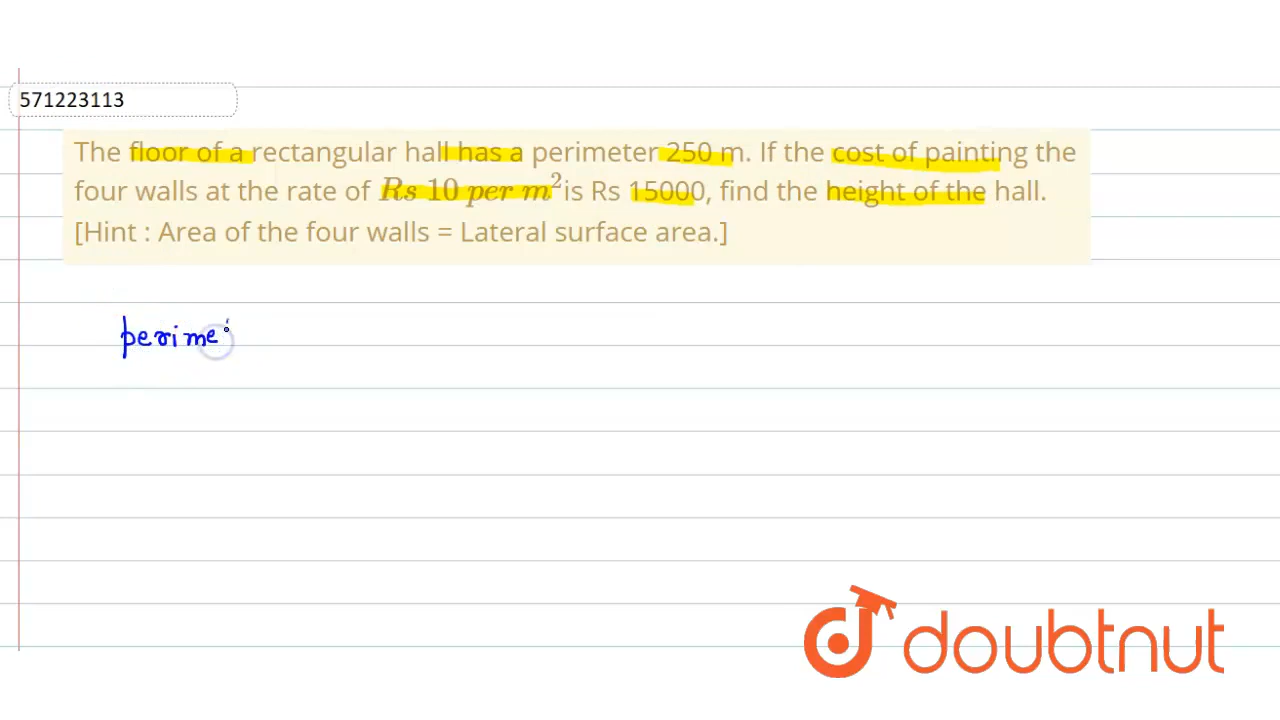 571223113
The floor of a rectangular hall has a perimeter 250 m. If the cost of painting the
four walls at the rate of Rs 10 per m² is Rs 15000, find the height of the hall.
[Hint : Area of the four walls = Lateral surface area.]
perime
doubtnut